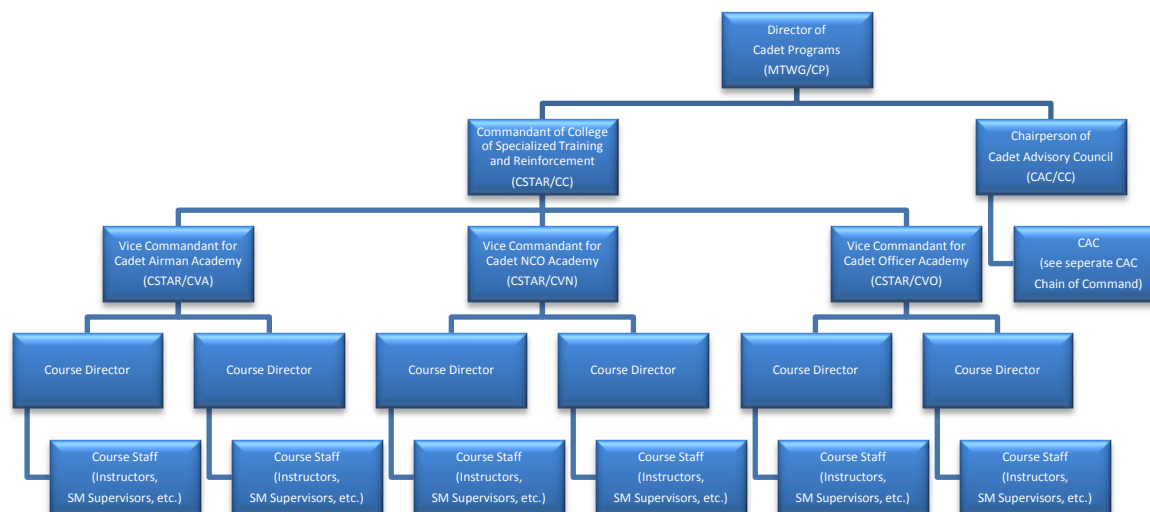 Director of
Cadet Programs
(MTWG/CP)
Commandant of College
of Specialized Training
and Reinforcement
(CSTAR/CC)
Chairperson of
Cadet Advisory Council
(CAC/CC)
Vice Commandant for
Cadet Airman Academy
(CSTAR/CVA)
Vice Commandant for
Cadet NCO Academy
(CSTAR/CVN)
Vice Commandant for
Cadet Officer Academy
(CSTAR/CVO)
CAC
(see seperate CAC
Chain of Command)
Course Director
Course Director
Course Director
Course Director
Course Director
Course Director
Course Staff
(Instructors,
SM Supervisors, etc.)
Course Staff
(Instructors,
SM Supervisors, etc.)
Course Staff
(Instructors,
SM Supervisors, etc.)
Course Staff
(Instructors,
SM Supervisors, etc.)
Course Staff
(Instructors,
SM Supervisors, etc.)
Course Staff
(Instructors,
SM Supervisors, etc.)